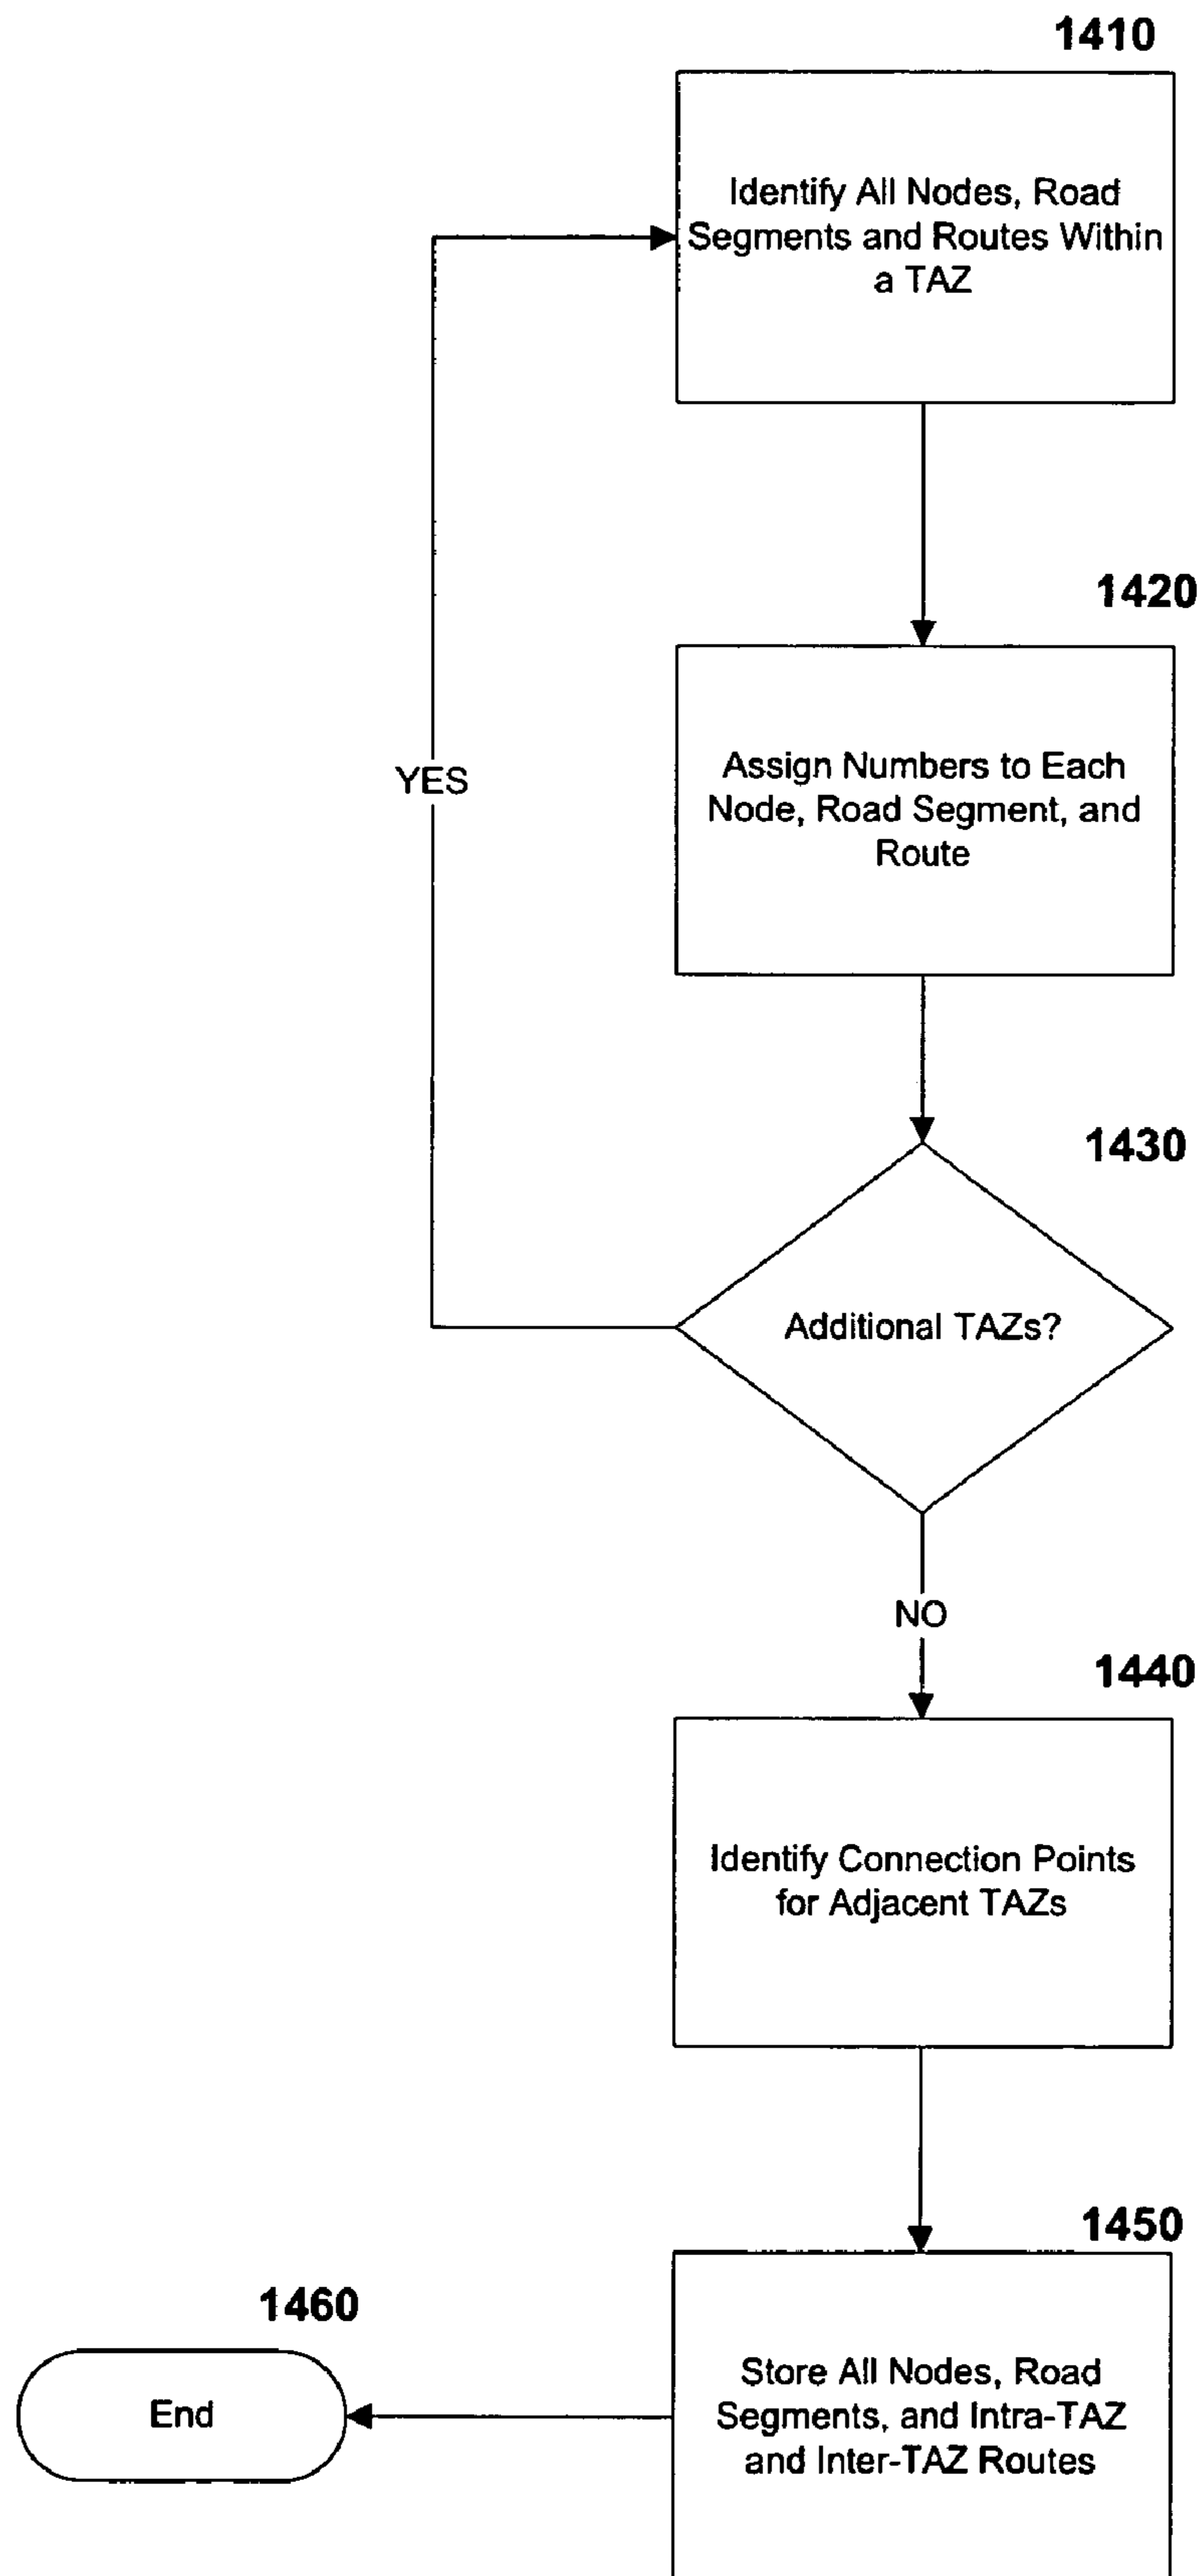 1410
Identify All Nodes, Road
Segments and Routes Within
a TAZ
1420
Assign Numbers to Each
Node, Road Segment, and
Route
YES
1430
Additional TAZs?
NO
1440
Identify Connection Points
for Adjacent TAZs
1450
Store All Nodes, Road
Segments, and Intra-TAZ
and Inter-TAZ Routes
1460
End